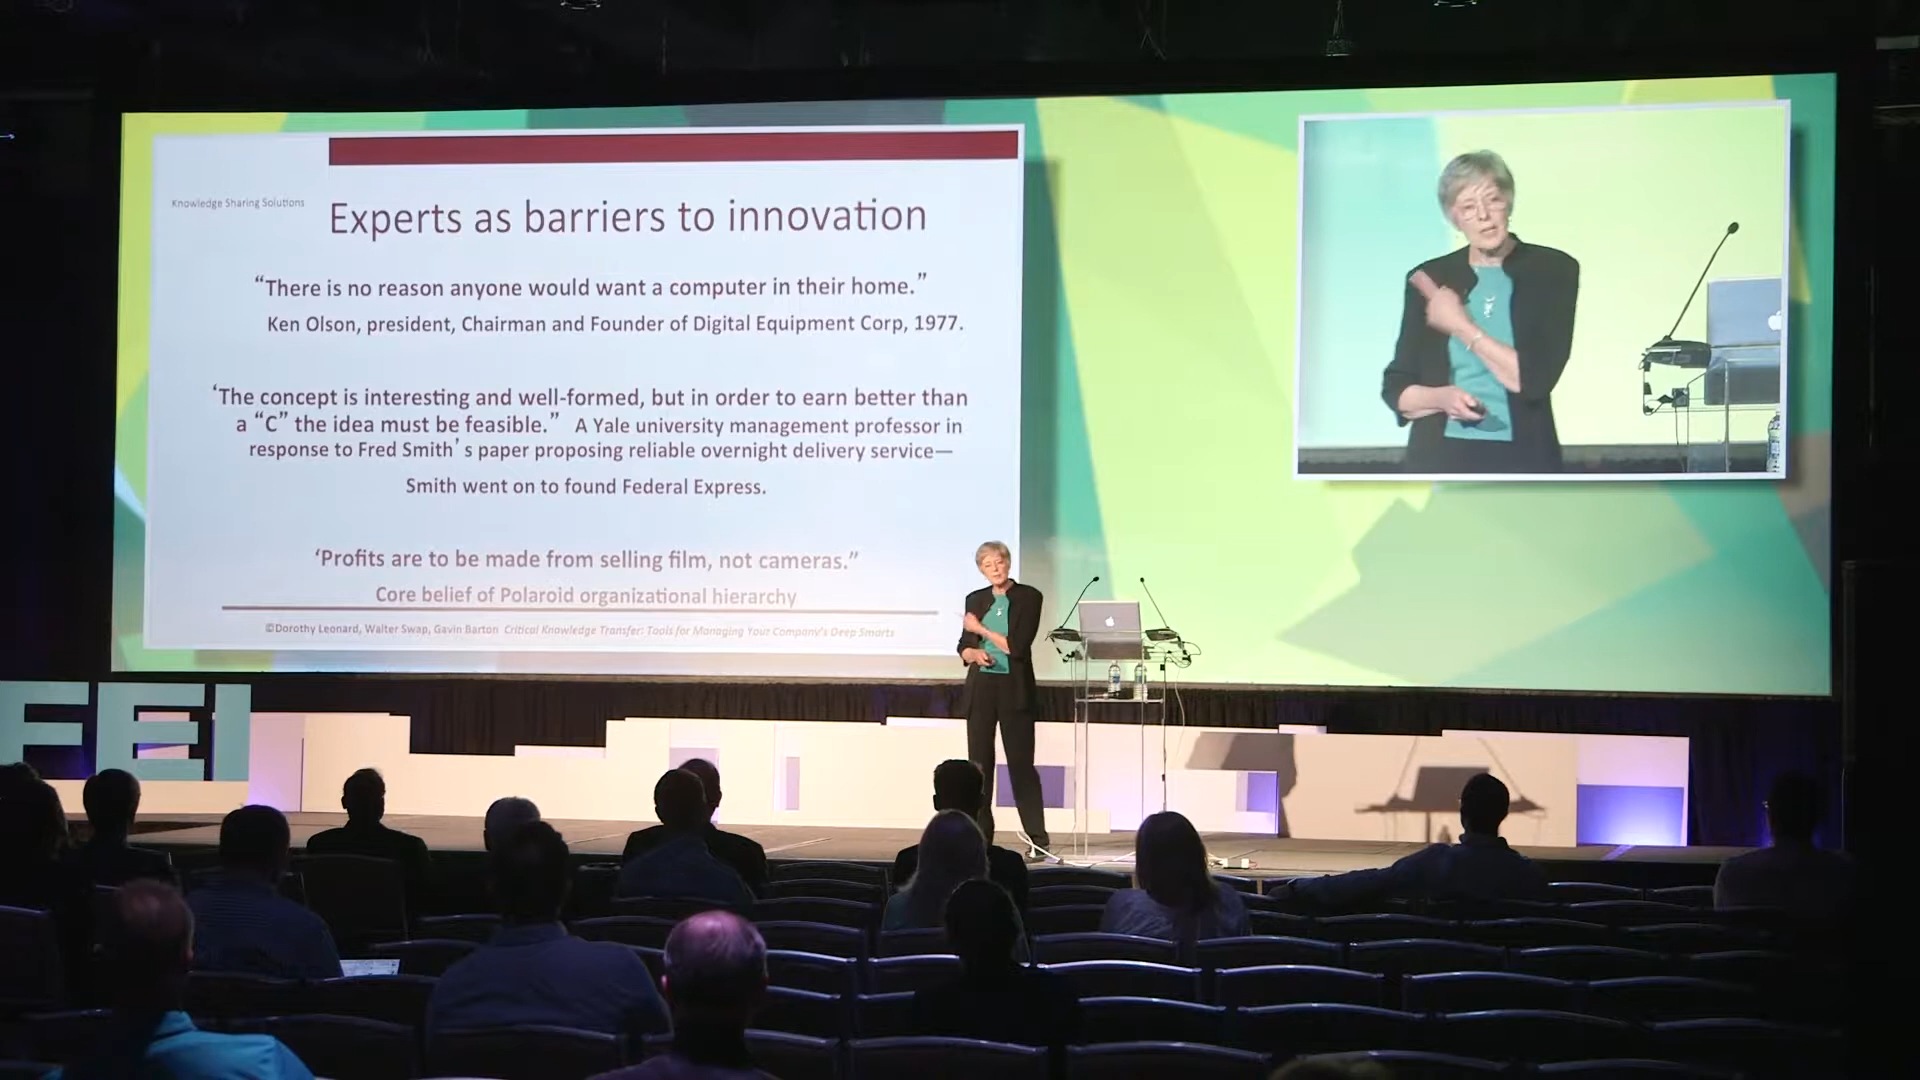 Knowledge Sharing Solutions
Experts as barriers to innovation
“There is no reason anyone would want a computer in their home.”
Ken Olson, president, Chairman and Founder of Digital Equipment Corp, 1977.
‘The concept is interesting and well-formed, but in order to earn better than
a “C” the idea must be feasible.” A Yale university management professor in
response to Fred Smith’s paper proposing reliable overnight delivery service—
Smith went on to found Federal Express.
‘Profits are to be made from selling film, not cameras.”
Core belief of Polaroid organizational hierarchy
©Dorothy Leonard, Walter Swap, Gavin Barton Critical Knowledge Transfer: Tools for Managing Your Company's Deep Smarts
FEI